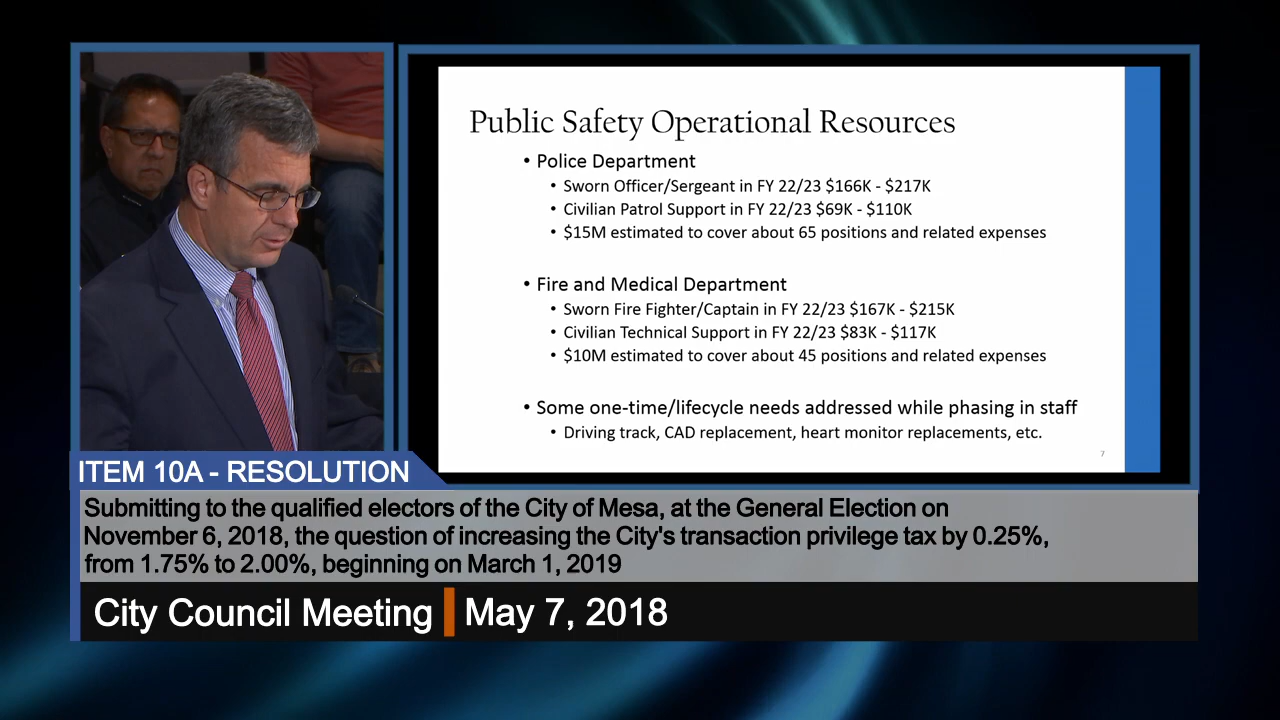 Public Safety Operational Resources
• Police Department
• Sworn Officer/Sergeant in FY 22/23 $166K - $217K
• Civilian Patrol Support in FY 22/23 $69K - $110K
• $15M estimated to cover about 65 positions and related expenses
• Fire and Medical Department
• Sworn Fire Fighter/Captain in FY 22/23 $167K - $215K
• Civilian Technical Support in FY 22/23 $83K - $117K
• $10M estimated to cover about 45 positions and related expenses
• Some one-time/lifecycle needs addressed while phasing in staff
• Driving track, CAD replacement, heart monitor replacements, etc.
7
ITEM 10A - RESOLUTION
Submitting to the qualified electors of the City of Mesa, at the General Election on
November 6, 2018, the question of increasing the City's transaction privilege tax by 0.25%,
from 1.75% to 2.00%, beginning on March 1, 2019
City Council Meeting
May 7, 2018